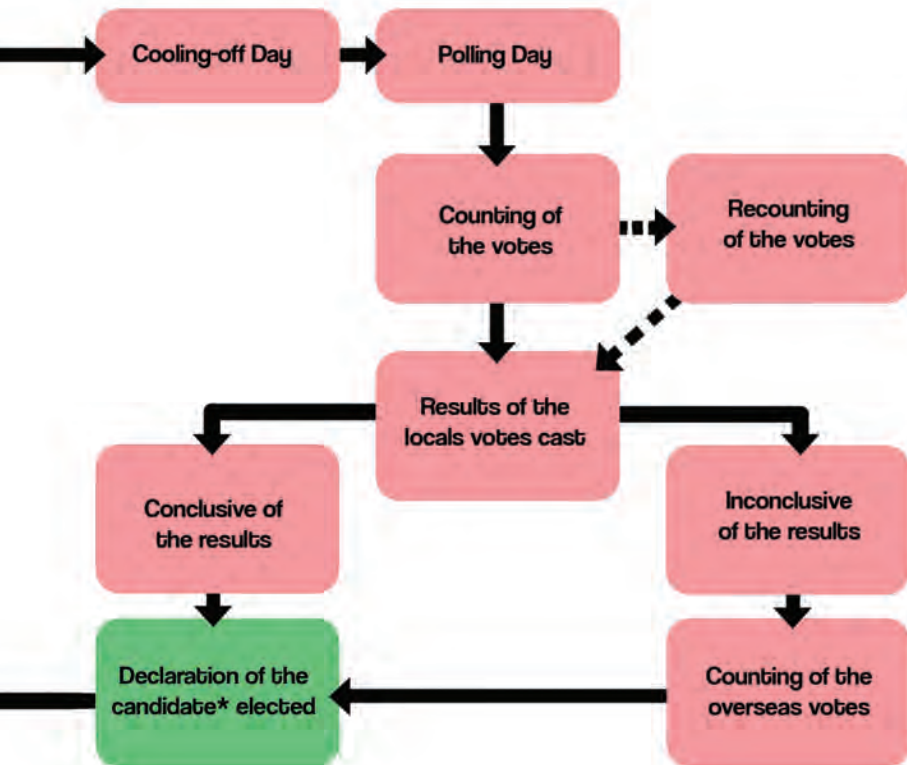 Cooling-off Day
Polling Day
Counting of
the votes
Recounting
of the votes
Results of the
locals votes cast
Conclusive of
the results
Inconclusive
of the results
Declaration of the
candidate* elected
Counting of the
overseas votes